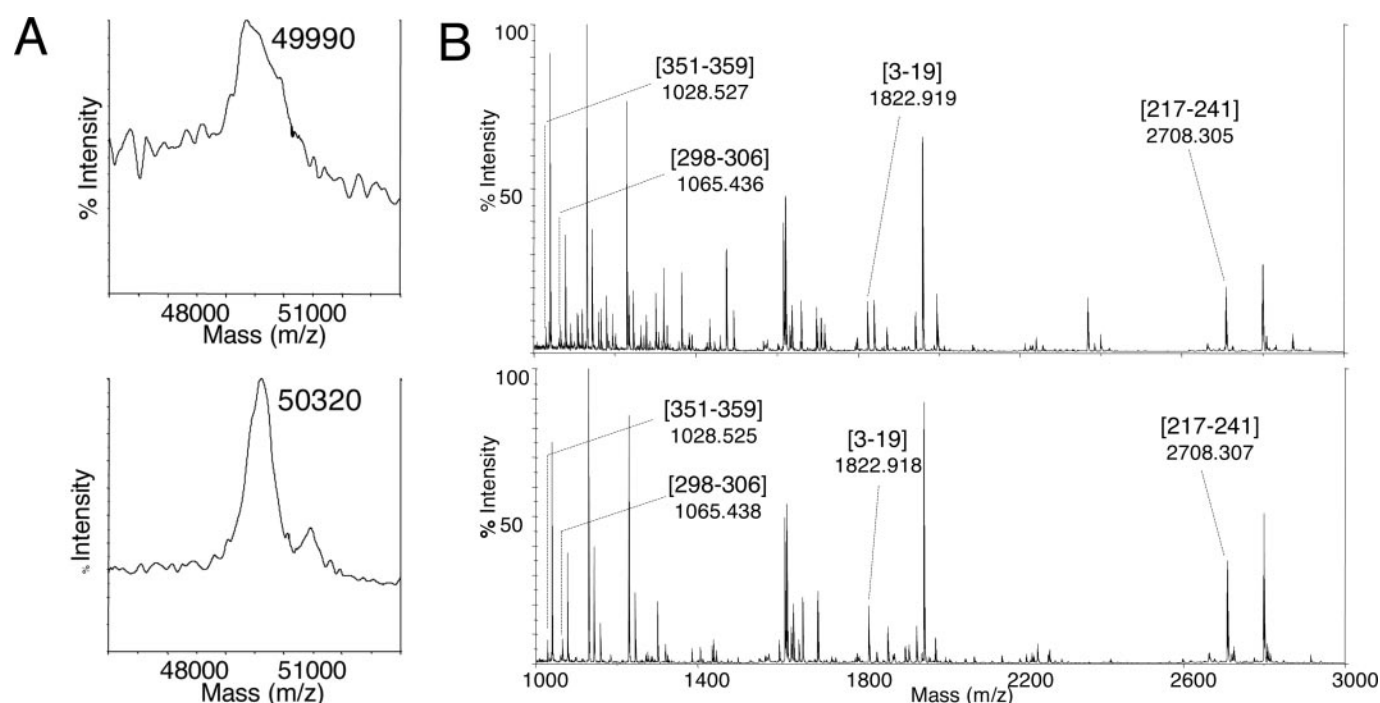 A
49990
% Intensity
48000 51000
Mass (m/z)
50320
% Intensity
48000 51000
Mass (m/z)
B
100
50
% Intensity
[351-359]
1028.527
[298-306]
1065.436
[3-19]
1822.919
[217-241]
2708.305
100
50
% Intensity
[351-359]
1028.525
[298-306]
1065.438
[3-19]
1822.918
[217-241]
2708.307
1000 1400 1800 2200 2600 3000
Mass (m/z)